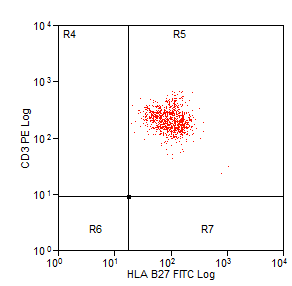 R4
R5
R6
R7
CD3 PE Log
10⁴
10³
10²
10¹
10⁰
10⁰
10¹
10²
10³
10⁴
HLA B27 FITC Log